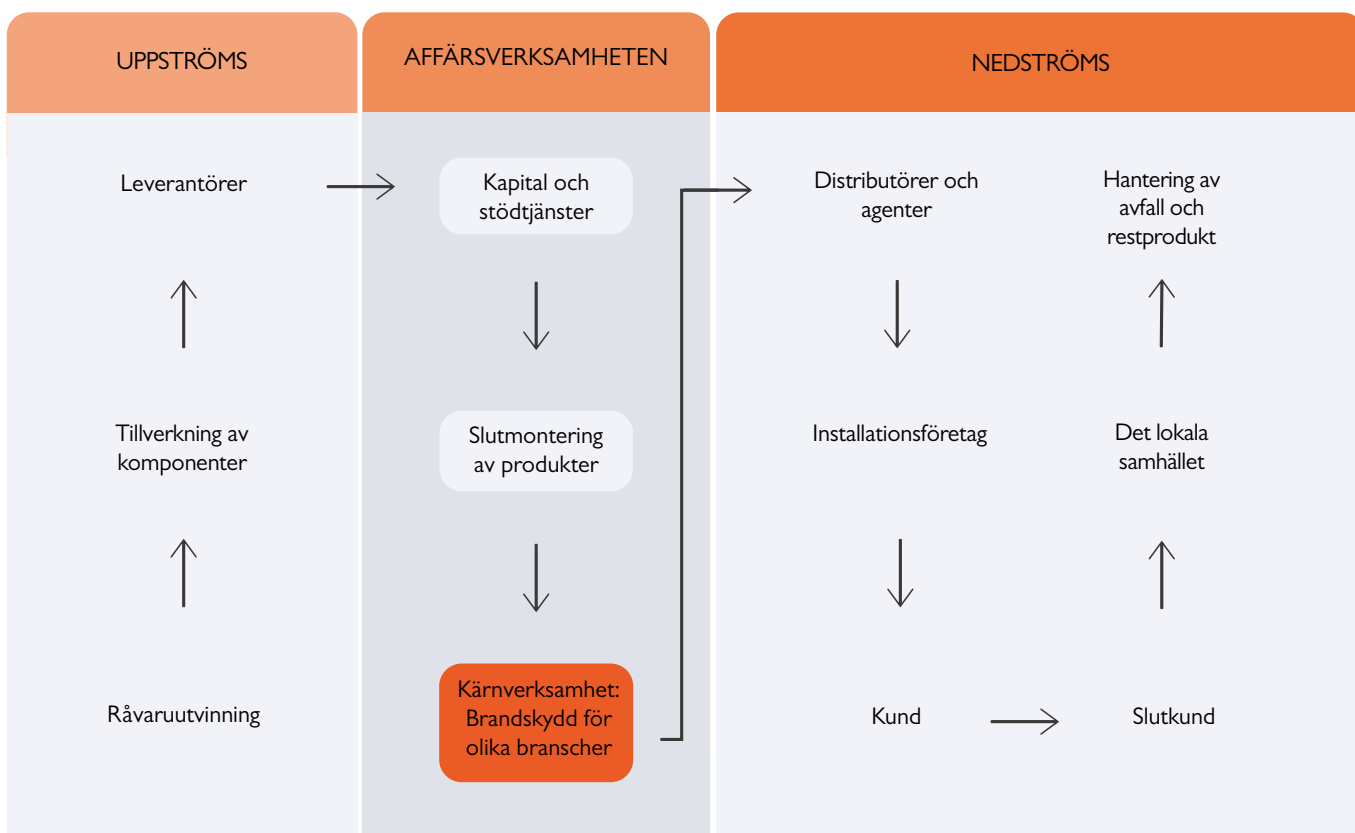 UPPSTRÖMS
AFFÄRSVERKSAMHETEN
NEDSTRÖMS
Leverantörer
Tillverkning av
komponenter
Råvaruutvinning
Kapital och
stödtjänster
Slutmontering
av produkter
Kärnverksamhet:
Brandskydd för
olika branscher
Distributörer och
agenter
Installationsföretag
Kund
Hantering av
avfall och
restprodukt
Det lokala
samhället
Slutkund